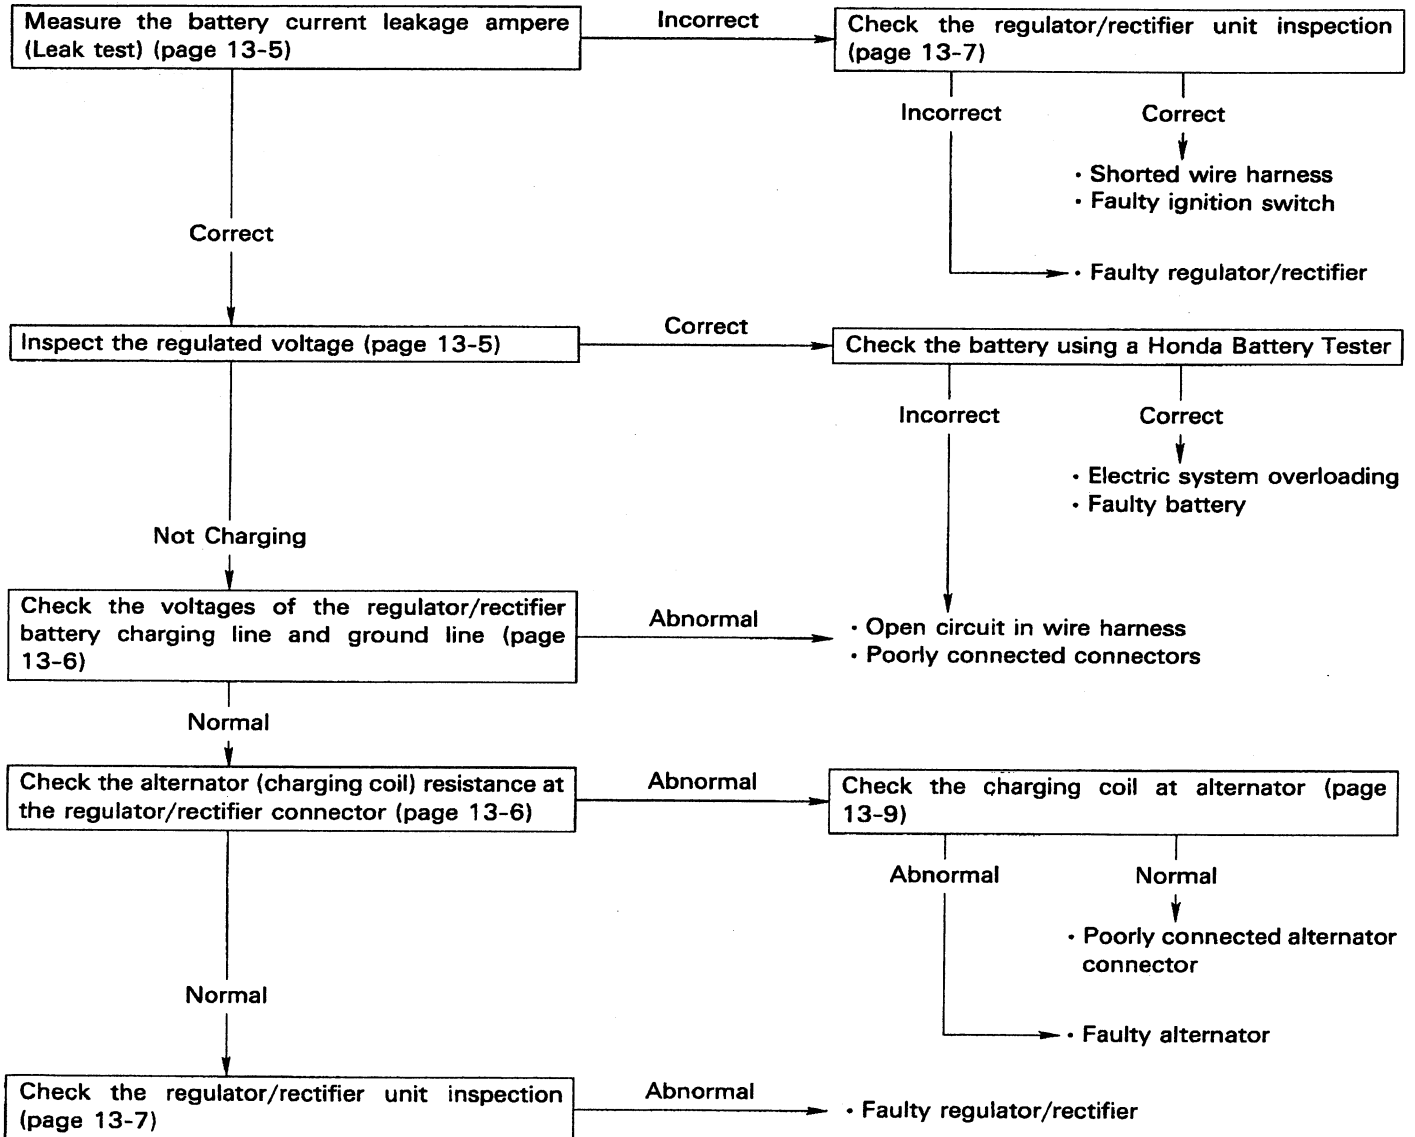 Measure the battery current leakage ampere
(Leak test) (page 13-5)
Incorrect
Check the regulator/rectifier unit inspection
(page 13-7)
Incorrect
Correct
· Shorted wire harness
· Faulty ignition switch
· Faulty regulator/rectifier
Correct
Inspect the regulated voltage (page 13-5)
Correct
Check the battery using a Honda Battery Tester
Incorrect
Correct
· Electric system overloading
· Faulty battery
Not Charging
Check the voltages of the regulator/rectifier
battery charging line and ground line (page
13-6)
Abnormal
· Open circuit in wire harness
· Poorly connected connectors
Normal
Check the alternator (charging coil) resistance at
the regulator/rectifier connector (page 13-6)
Abnormal
Check the charging coil at alternator (page
13-9)
Abnormal
Normal
· Poorly connected alternator
connector
· Faulty alternator
Normal
Check the regulator/rectifier unit inspection
(page 13-7)
Abnormal
· Faulty regulator/rectifier